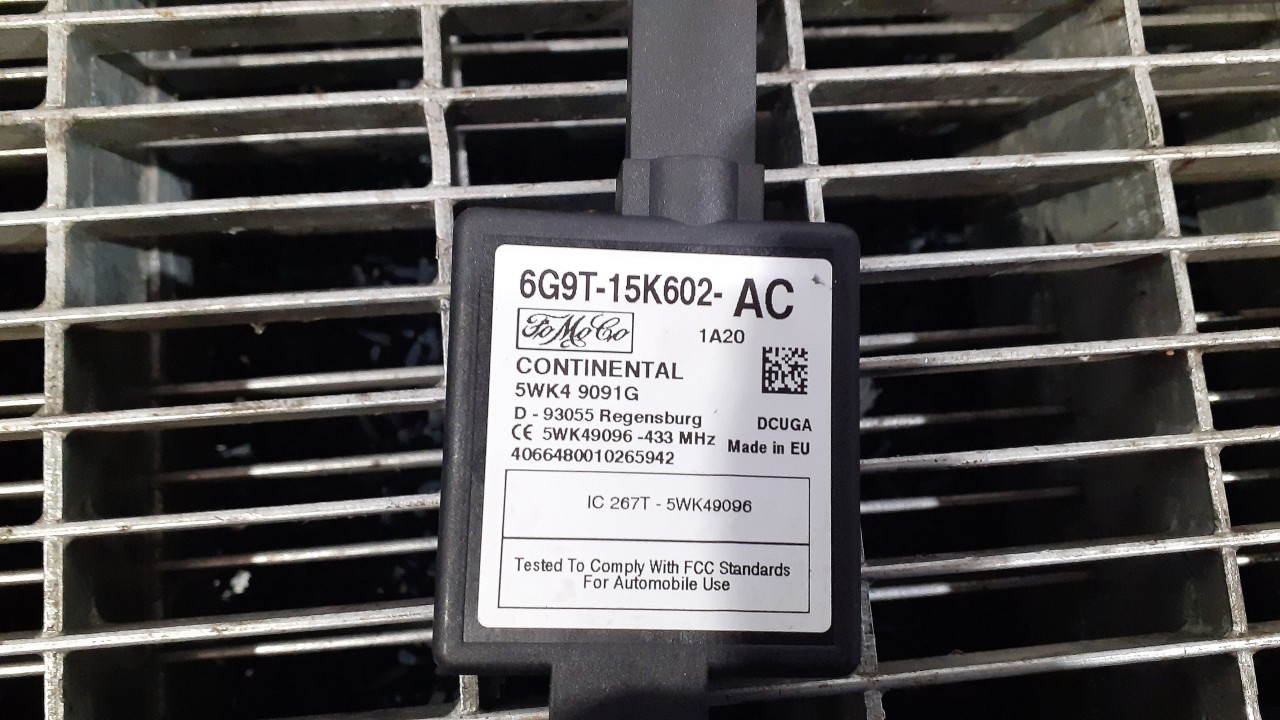 6G9T-15K602- AC
FoMoCo
1A20
CONTINENTAL
5WK4 9091G
D - 93055 Regensburg
DCUGA
CE 5WK49096 -433 MHz
Made in EU
4066480010265942
IC 267T - 5WK49096
Tested To Comply With FCC Standards
For Automobile Use